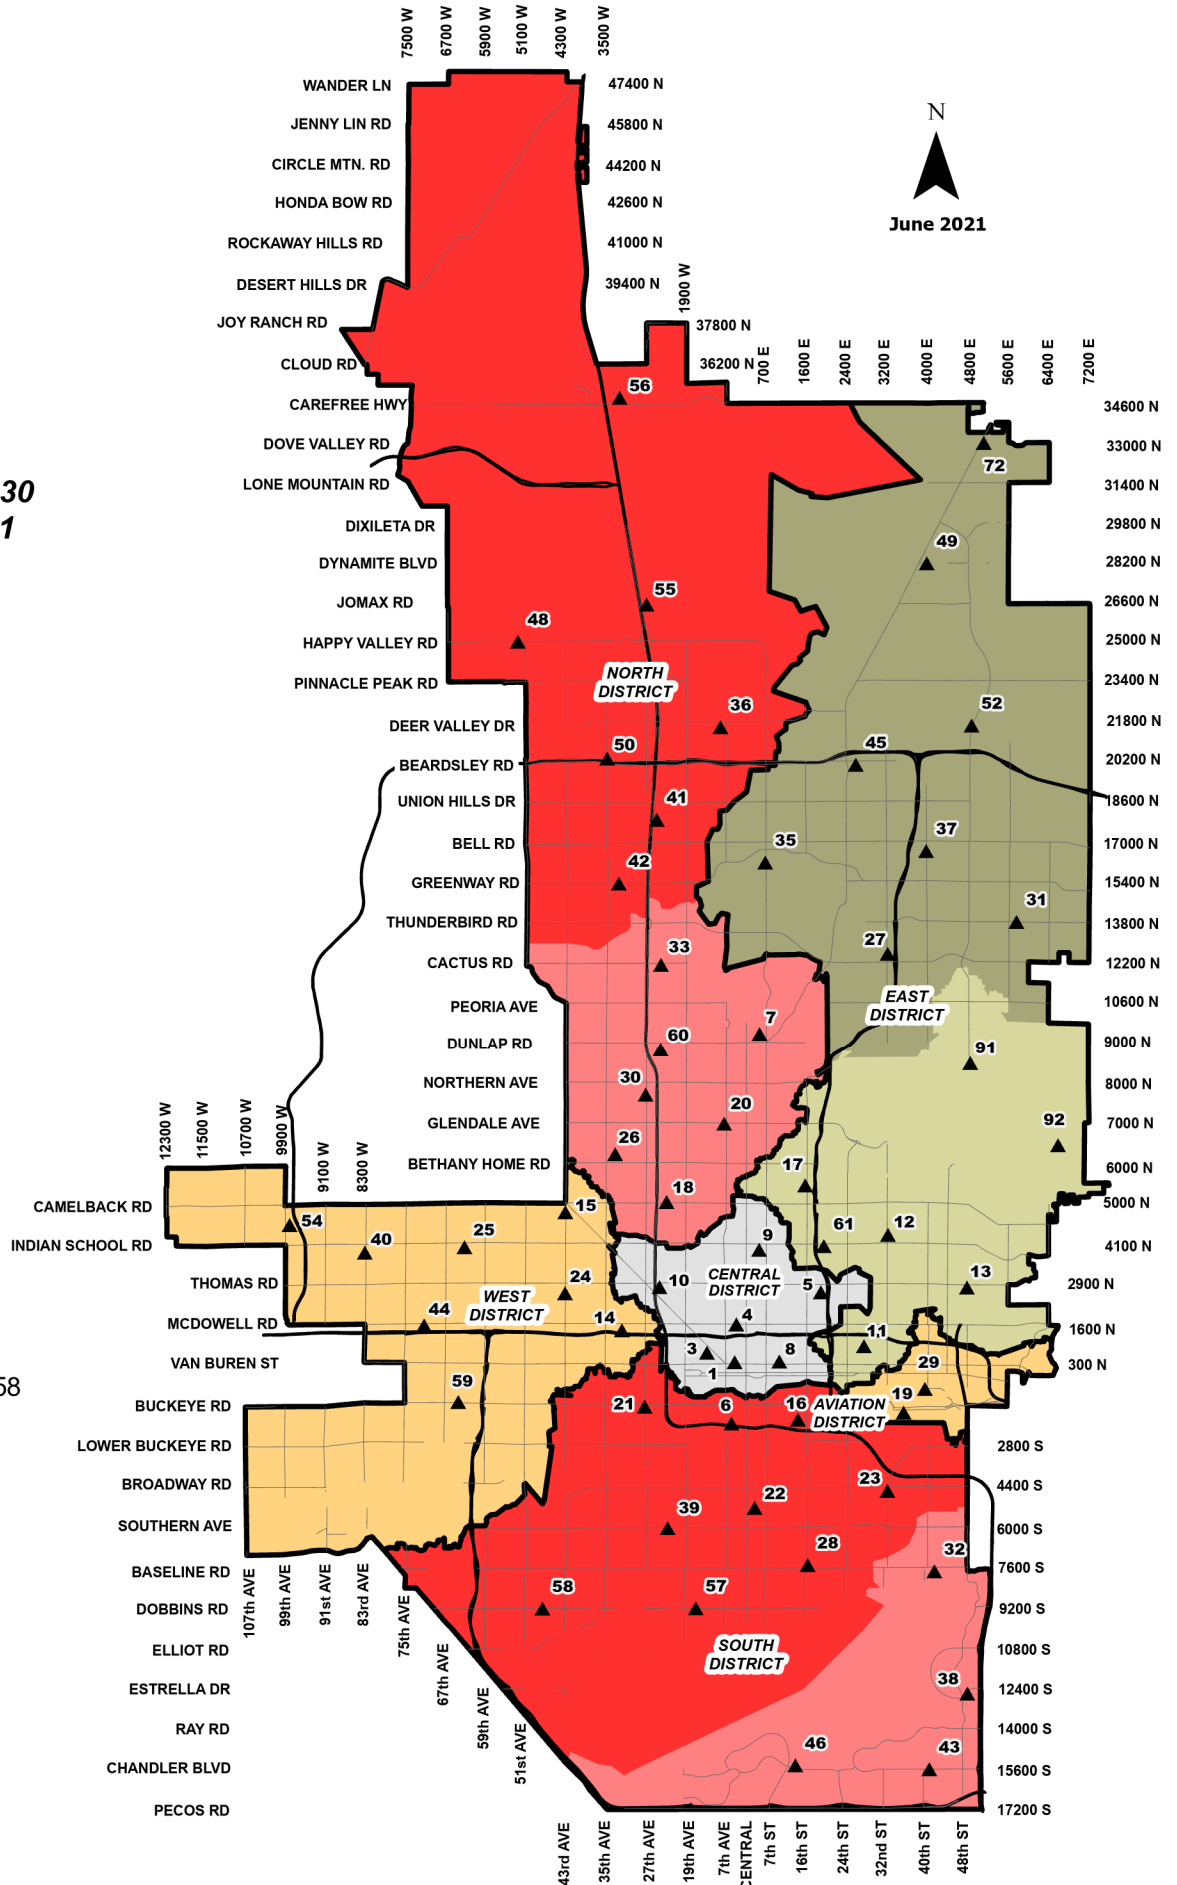 7500 W
6700 W
5900 W
5100 W
4300 W
3500 W
WANDER LN
47400 N
JENNY LIN RD
45800 N
N
CIRCLE MTN. RD
44200 N
HONDA BOW RD
42600 N
June 2021
ROCKAWAY HILLS RD
41000 N
DESERT HILLS DR
39400 N
1900 W
JOY RANCH RD
37800 N
CLOUD RD
36200 N
700 E
1600 E
2400 E
3200 E
4000 E
4800 E
5600 E
6400 E
7200 E
56
CAREFREE HWY
34600 N
DOVE VALLEY RD
33000 N
72
LONE MOUNTAIN RD
31400 N
30
1
DIXILETA DR
29800 N
49
DYNAMITE BLVD
28200 N
55
JOMAX RD
26600 N
48
HAPPY VALLEY RD
25000 N
NORTH
DISTRICT
PINNACLE PEAK RD
23400 N
36
52
DEER VALLEY DR
21800 N
50
45
BEARDSLEY RD
20200 N
41
UNION HILLS DR
18600 N
35
37
BELL RD
17000 N
42
GREENWAY RD
15400 N
31
THUNDERBIRD RD
13800 N
33
27
CACTUS RD
12200 N
EAST
DISTRICT
PEORIA AVE
10600 N
7
60
DUNLAP RD
9000 N
91
30
NORTHERN AVE
8000 N
20
92
GLENDALE AVE
7000 N
26
17
BETHANY HOME RD
6000 N
12300 W
11500 W
10700 W
9900 W
9100 W
8300 W
18
CAMELBACK RD
15
5000 N
54
40
25
9
61
12
INDIAN SCHOOL RD
4100 N
24
10
CENTRAL
DISTRICT
5
13
THOMAS RD
2900 N
WEST
DISTRICT
44
14
4
MCDOWELL RD
1600 N
11
3
1
8
VAN BUREN ST
29
300 N
58
59
19
BUCKEYE RD
21
6
16
AVIATION
DISTRICT
LOWER BUCKEYE RD
2800 S
BROADWAY RD
23
4400 S
39
22
SOUTHERN AVE
6000 S
28
32
BASELINE RD
7600 S
58
57
DOBBINS RD
9200 S
107th AVE
99th AVE
91st AVE
83rd AVE
75th AVE
67th AVE
59th AVE
51st AVE
ELLIOT RD
SOUTH
DISTRICT
10800 S
38
ESTRELLA DR
12400 S
RAY RD
14000 S
46
43
CHANDLER BLVD
15600 S
PECOS RD
17200 S
43rd AVE
35th AVE
27th AVE
19th AVE
7th AVE
CENTRAL
7th ST
16th ST
24th ST
32nd ST
40th ST
48th ST